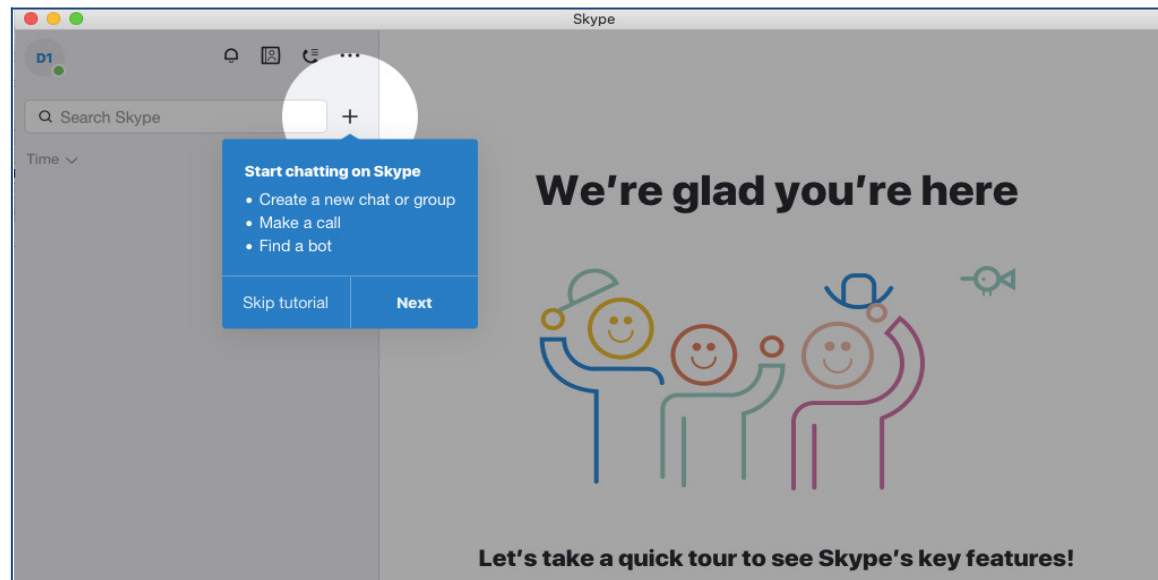 Skype
D1
Search Skype
Time
Start chatting on Skype
• Create a new chat or group
• Make a call
• Find a bot
Skip tutorial
Next
We’re glad you’re here
Let’s take a quick tour to see Skype’s key features!